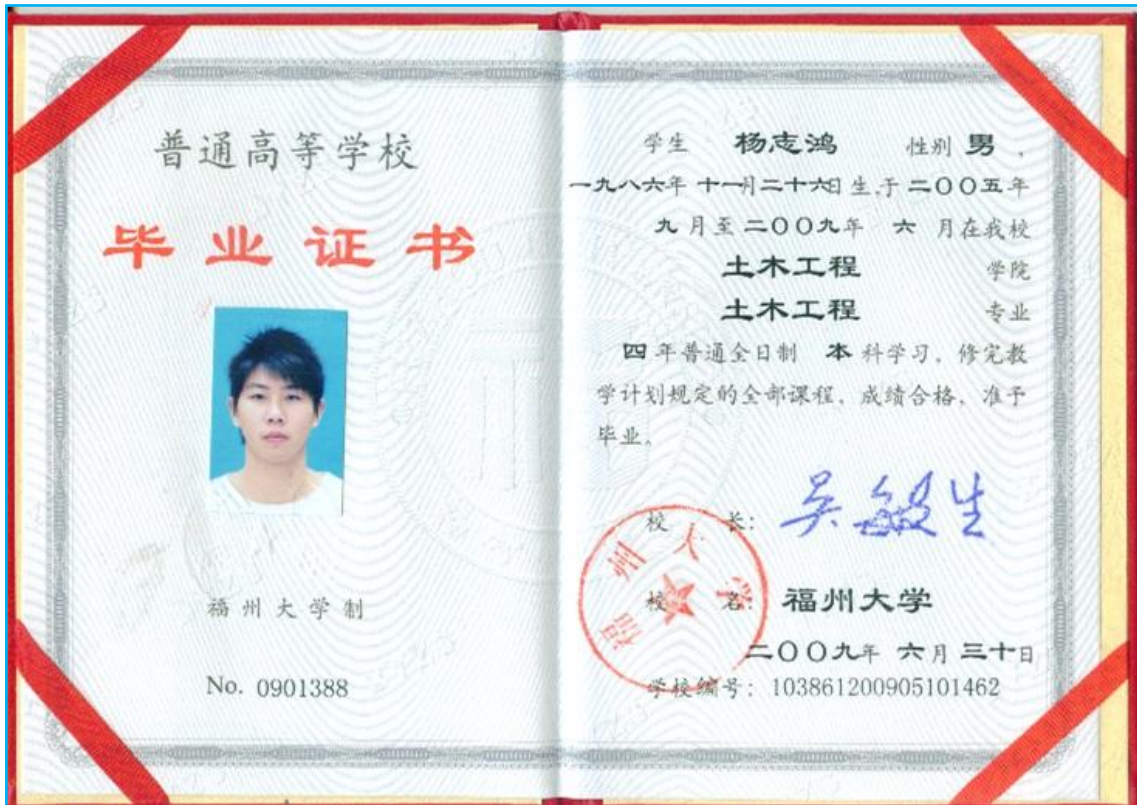 普通高等学校
毕业证书
福州大学制
No. 0901388
学生 杨志鸿 性别 男，
一九八六年 十一月二十六日生,于 二〇〇五年
九月至二〇〇九年 六 月在我校
土木工程 学院
土木工程 专业
四年普通全日制 本 科学习，修完教
学计划规定的全部课程，成绩合格，准予
毕业。
校 长： 吴敏生
校 名： 福州大学
福州大学
二〇〇九年 六月 三十日
学校编号：103861200905101462